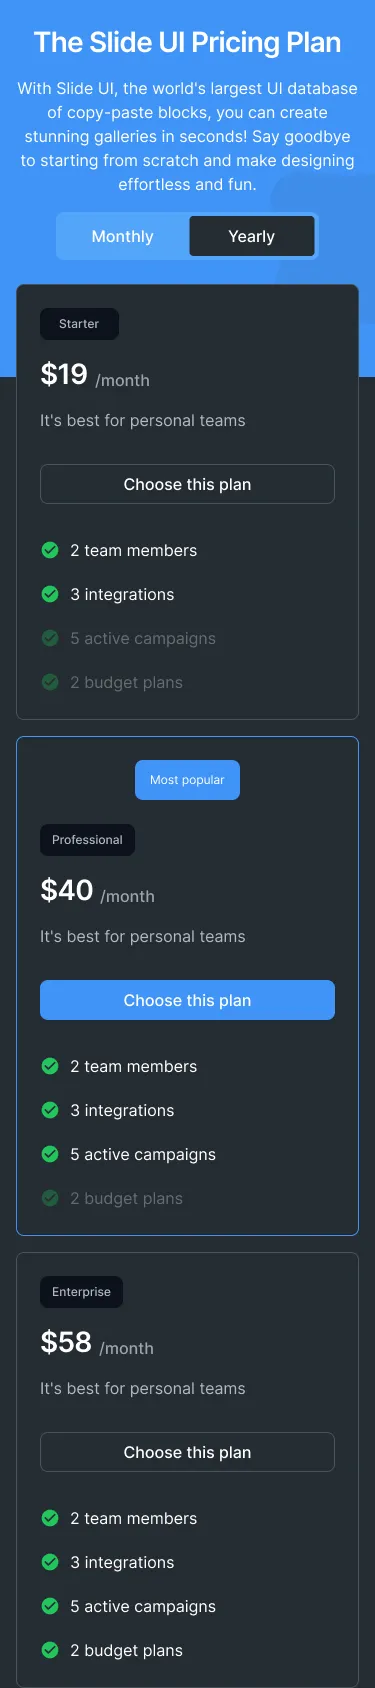 The Slide UI Pricing Plan
With Slide UI, the world's largest UI database
of copy-paste blocks, you can create
stunning galleries in seconds! Say goodbye
to starting from scratch and make designing
effortless and fun.
Monthly Yearly
Starter
$19 /month
It's best for personal teams
Choose this plan
2 team members
3 integrations
5 active campaigns
2 budget plans
Most popular
Professional
$40 /month
It's best for personal teams
Choose this plan
2 team members
3 integrations
5 active campaigns
2 budget plans
Enterprise
$58 /month
It's best for personal teams
Choose this plan
2 team members
3 integrations
5 active campaigns
2 budget plans